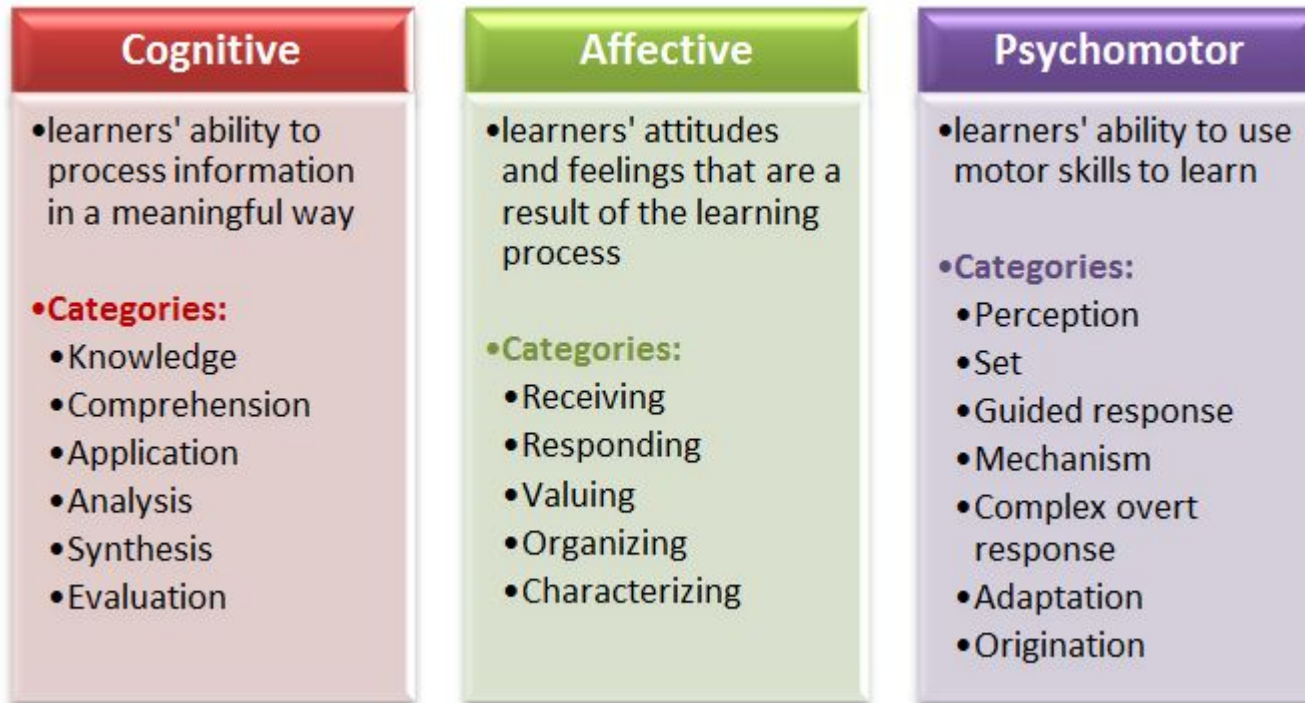 Cognitive
•learners' ability to
process information
in a meaningful way
•Categories:
•Knowledge
•Comprehension
•Application
•Analysis
•Synthesis
•Evaluation
Affective
•learners' attitudes
and feelings that are a
result of the learning
process
•Categories:
•Receiving
•Responding
•Valuing
•Organizing
•Characterizing
Psychomotor
•learners' ability to use
motor skills to learn
•Categories:
•Perception
•Set
•Guided response
•Mechanism
•Complex overt
response
•Adaptation
•Origination